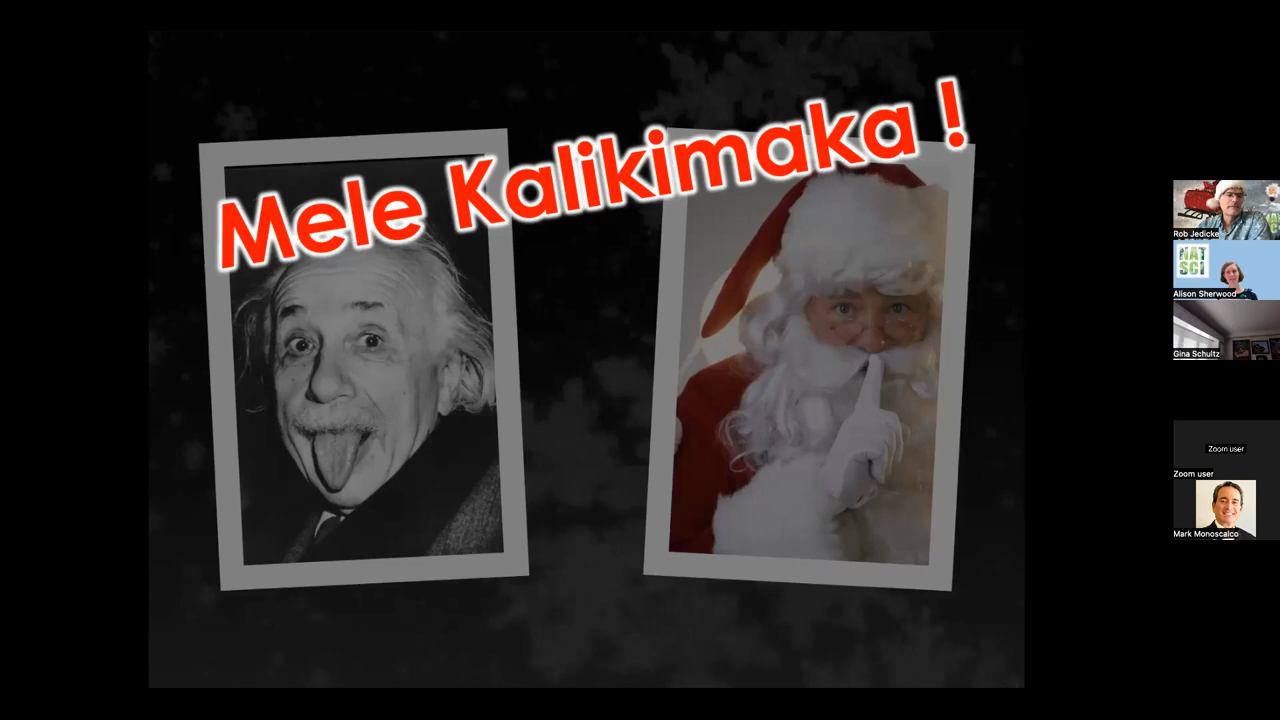 Mele Kalikimaka !
Rob Jedicke
NAT
SCI
Alison Sherwood
Gina Schultz
Zoom user
Zoom user
Mark Monoscalco